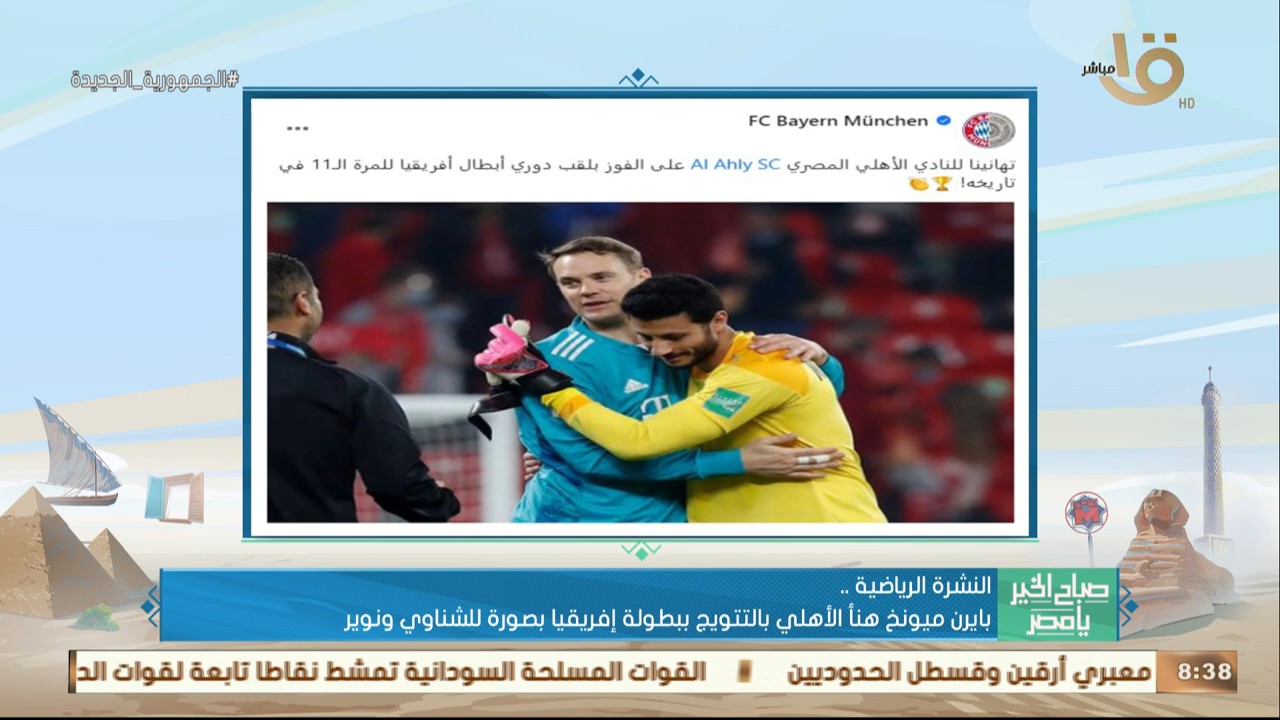 #الجمهورية_الجديدة
مباشر
HD
FC Bayern München
تهانينا للنادي الأهلي المصري Al Ahly SC على الفوز بلقب دوري أبطال أفريقيا للمرة الـ11 في
تاريخه!
صباح الخير
يا مصر
النشرة الرياضية ..
بايرن ميونخ هنأ الأهلي بالتتويج ببطولة إفريقيا بصورة للشناوي ونوير
8:38
معبري أرقين وقسطل الحدوديين
القوات المسلحة السودانية تمشط نقاطا تابعة لقوات الد